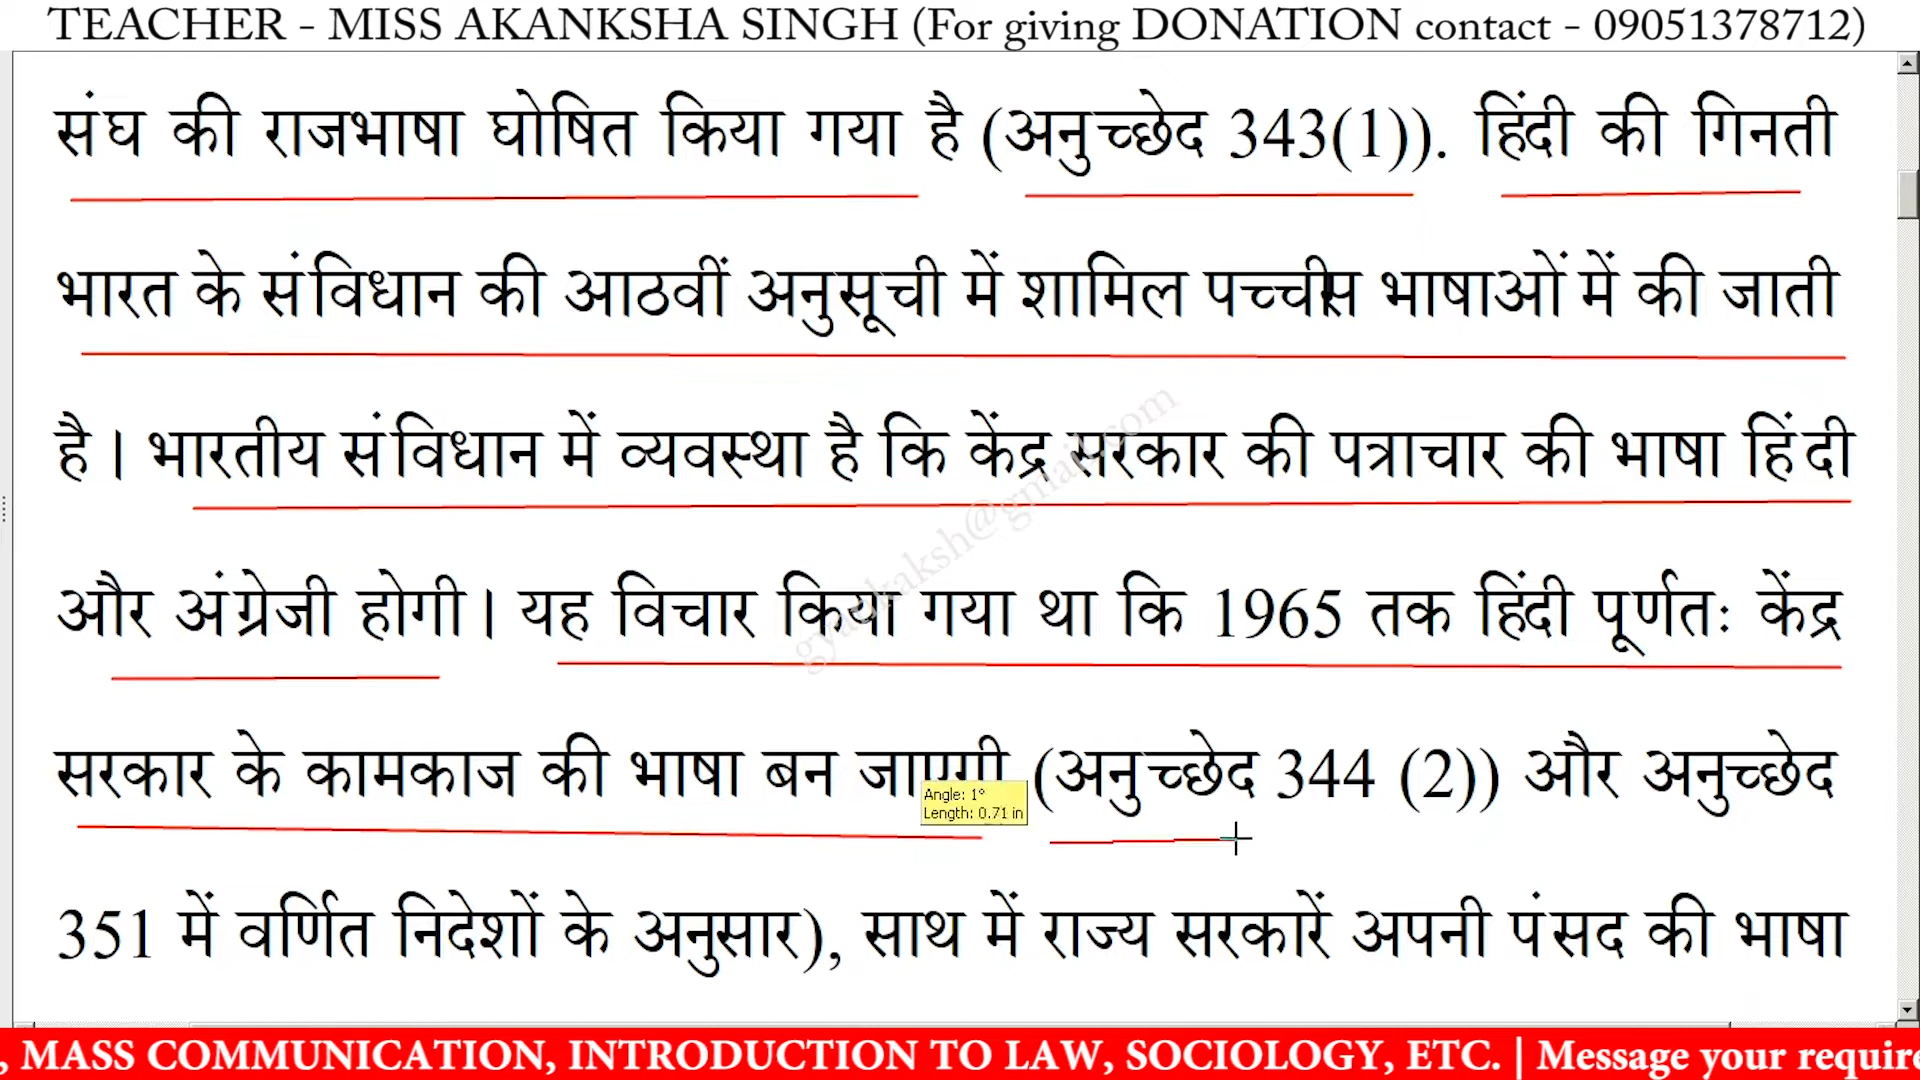 TEACHER - MISS AKANKSHA SINGH (For giving DONATION contact - 09051378712)
संघ की राजभाषा घोषित किया गया है (अनुच्छेद 343(1)). हिंदी की गिनती
भारत के संविधान की आठवीं अनुसूची में शामिल पच्चीस भाषाओं में की जाती
है। भारतीय संविधान में व्यवस्था है कि केंद्र सरकार की पत्राचार की भाषा हिंदी
और अंग्रेजी होगी। यह विचार किया गया था कि 1965 तक हिंदी पूर्णतः केंद्र
सरकार के कामकाज की भाषा बन जाएगी (अनुच्छेद 344 (2)) और अनुच्छेद
Angle: 1°
Length: 0.71 in
351 में वर्णित निदेशों के अनुसार), साथ में राज्य सरकारें अपनी पंसद की भाषा
gyankaksh@gmail.com
, MASS COMMUNICATION, INTRODUCTION TO LAW, SOCIOLOGY, ETC. | Message your require